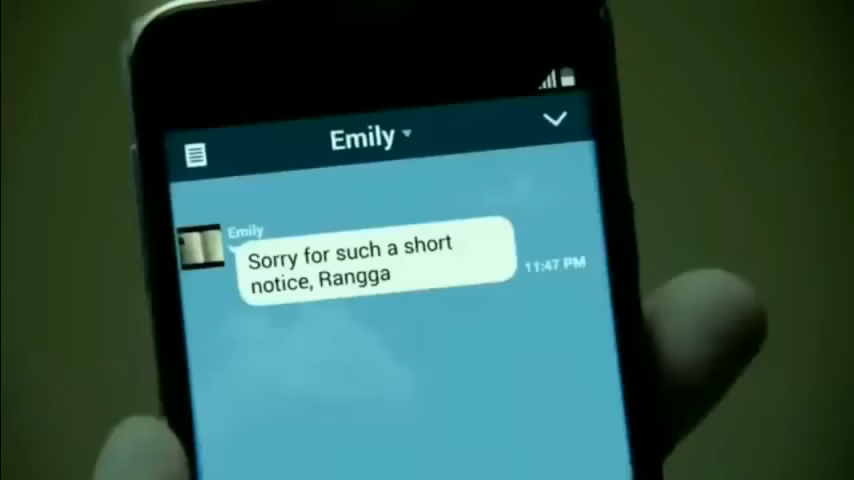 Emily
Emily
Sorry for such a short
notice, Rangga
11:47 PM